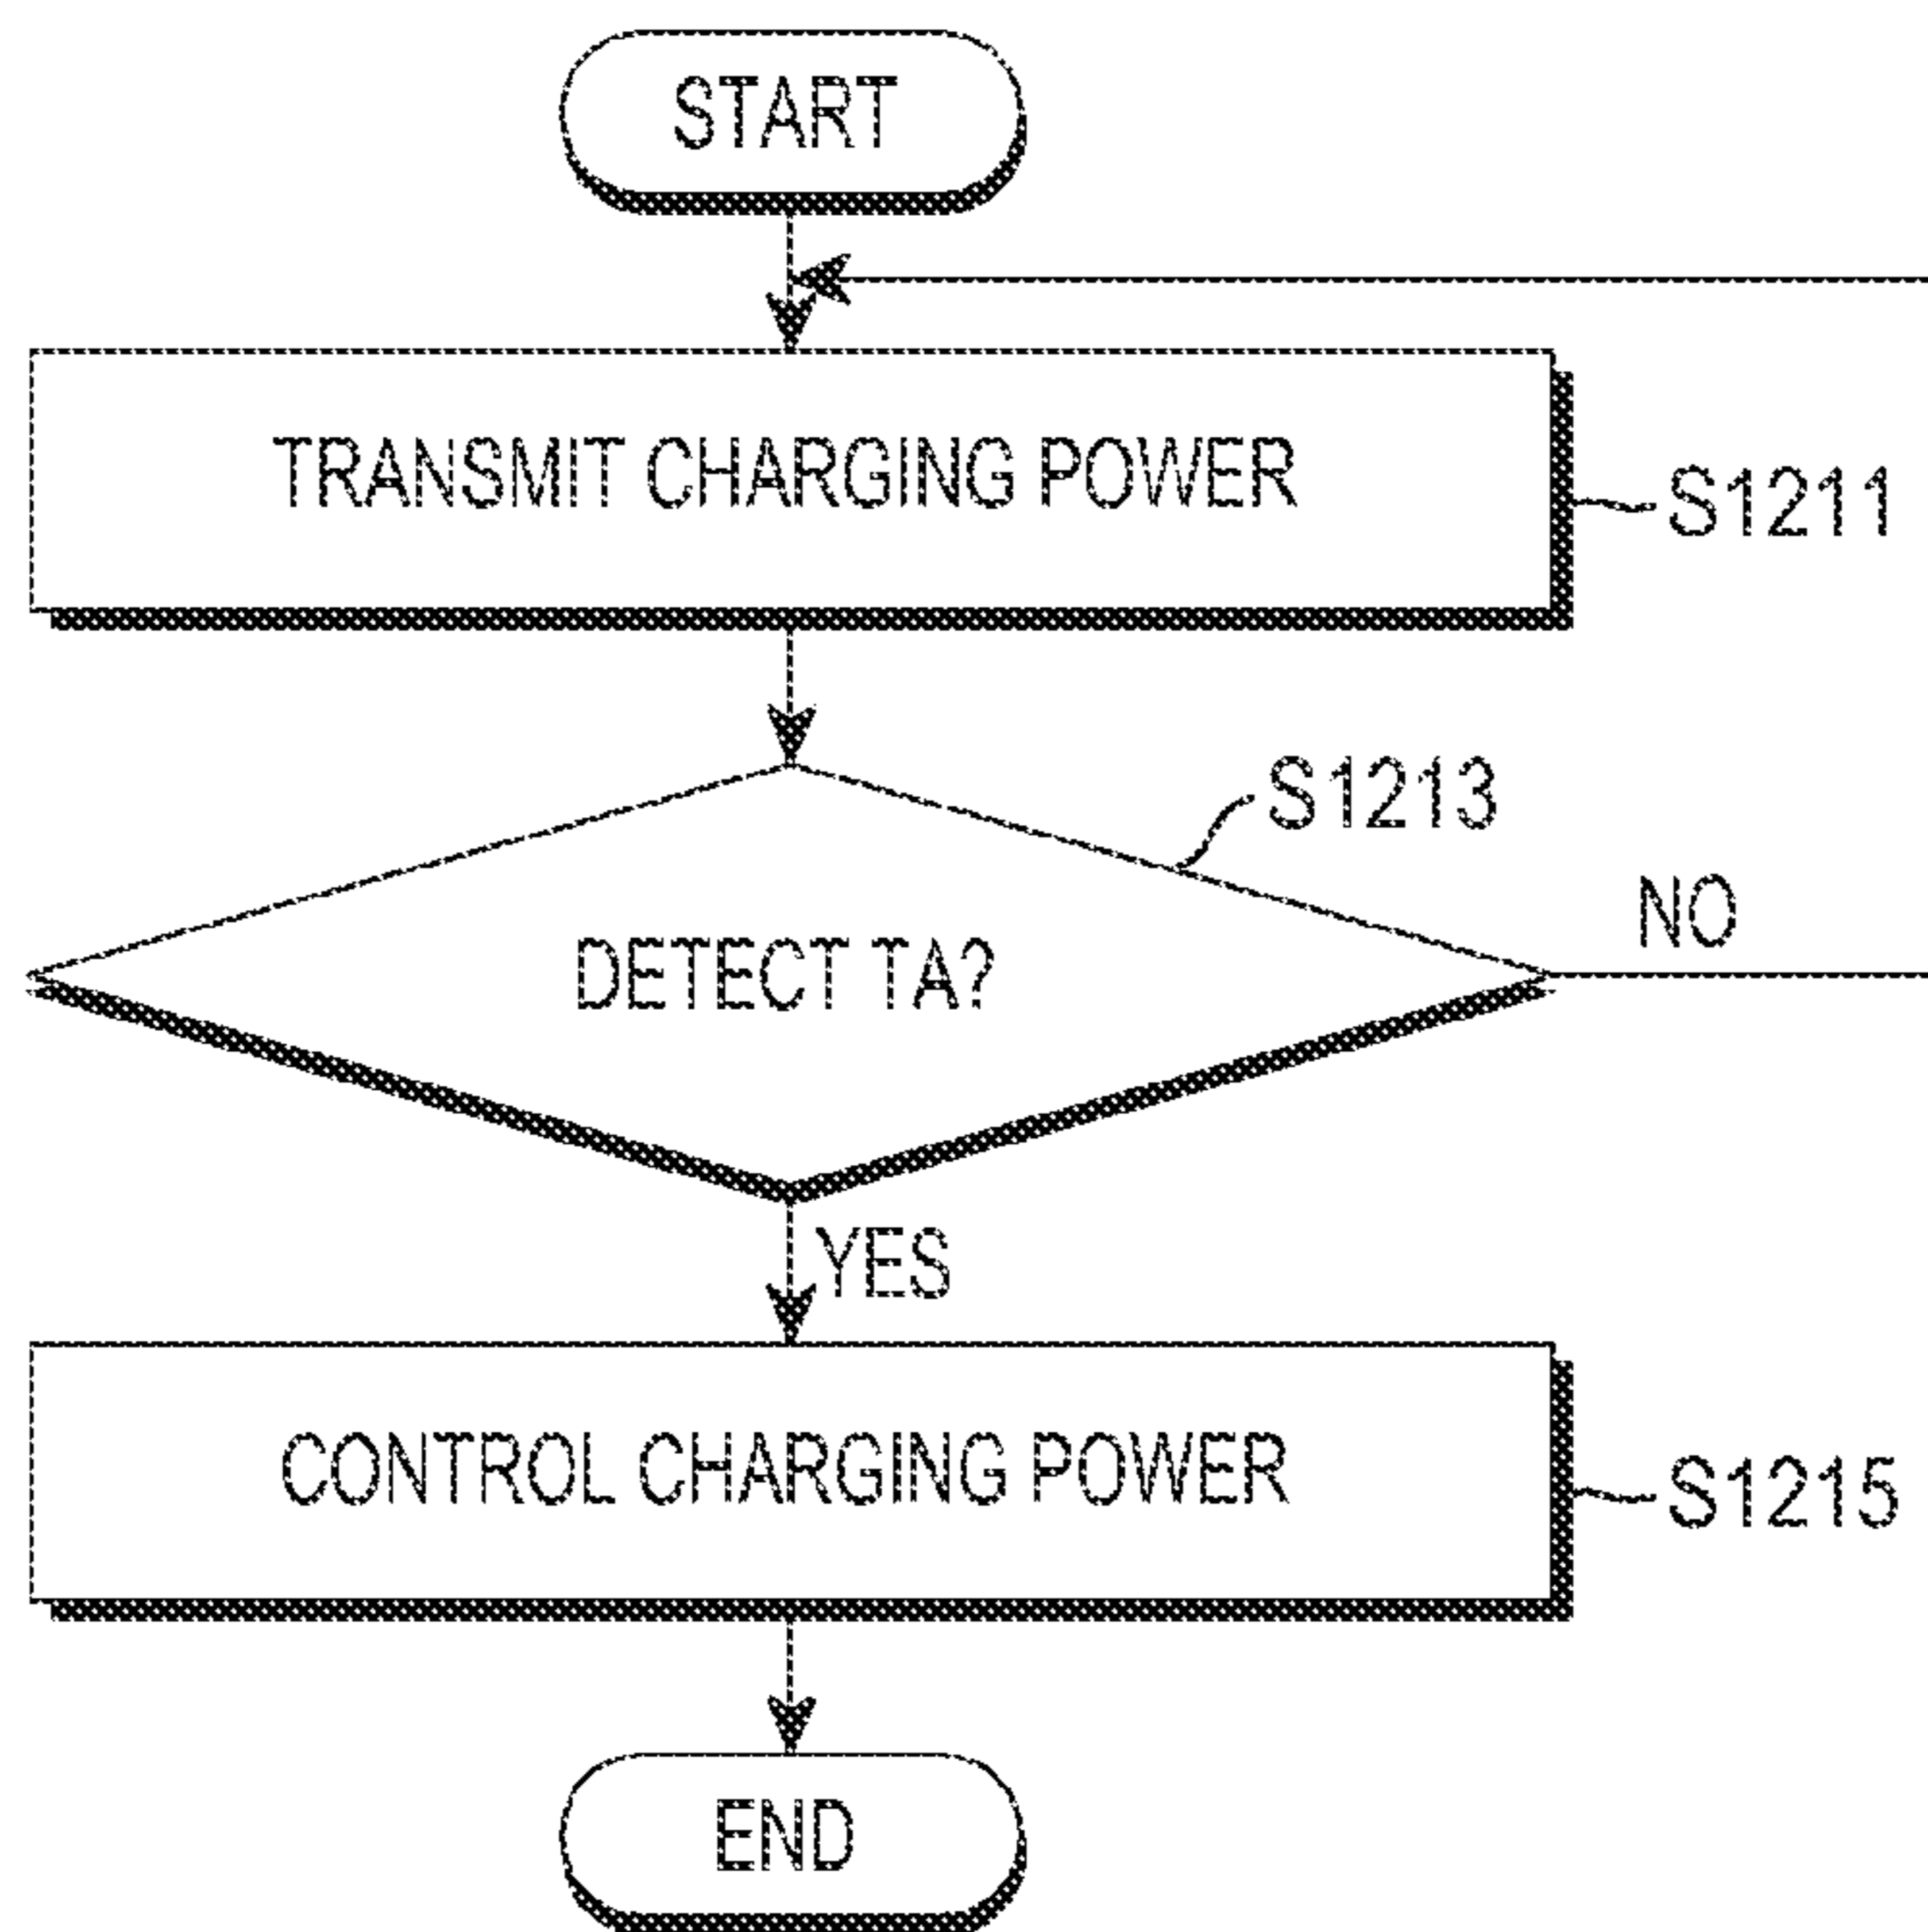 START
TRANSMIT CHARGING POWER
S1211
S1213
DETECT TA?
NO
YES
CONTROL CHARGING POWER
S1215
END